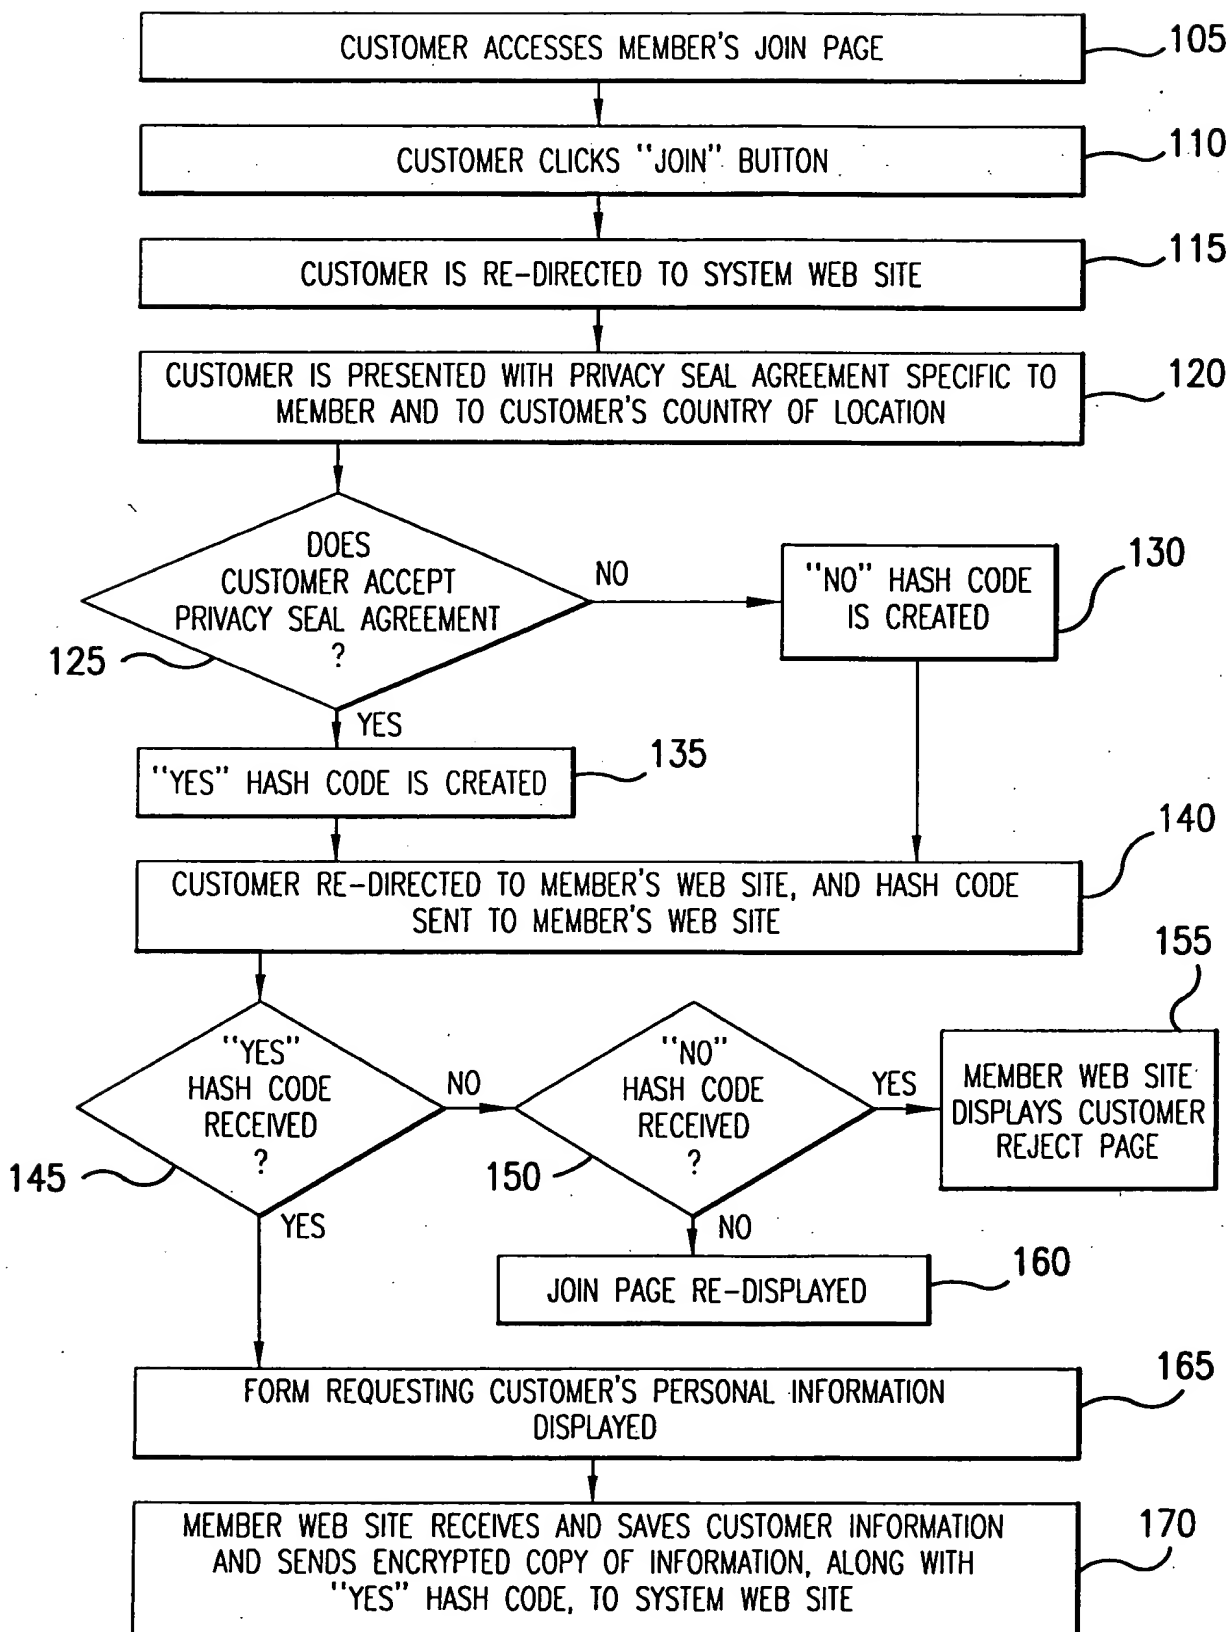 CUSTOMER ACCESSES MEMBER'S JOIN PAGE
105
CUSTOMER CLICKS "JOIN" BUTTON
110
CUSTOMER IS RE-DIRECTED TO SYSTEM WEB SITE
115
CUSTOMER IS PRESENTED WITH PRIVACY SEAL AGREEMENT SPECIFIC TO
MEMBER AND TO CUSTOMER'S COUNTRY OF LOCATION
120
DOES
CUSTOMER ACCEPT
PRIVACY SEAL AGREEMENT
?
125
NO
"NO" HASH CODE
IS CREATED
130
YES
"YES" HASH CODE IS CREATED
135
CUSTOMER RE-DIRECTED TO MEMBER'S WEB SITE, AND HASH CODE
SENT TO MEMBER'S WEB SITE
140
"YES"
HASH CODE
RECEIVED
?
145
NO
"NO"
HASH CODE
RECEIVED
?
150
YES
MEMBER WEB SITE
DISPLAYS CUSTOMER
REJECT PAGE
155
YES
NO
JOIN PAGE RE-DISPLAYED
160
FORM REQUESTING CUSTOMER'S PERSONAL INFORMATION
DISPLAYED
165
MEMBER WEB SITE RECEIVES AND SAVES CUSTOMER INFORMATION
AND SENDS ENCRYPTED COPY OF INFORMATION, ALONG WITH
"YES" HASH CODE, TO SYSTEM WEB SITE
170